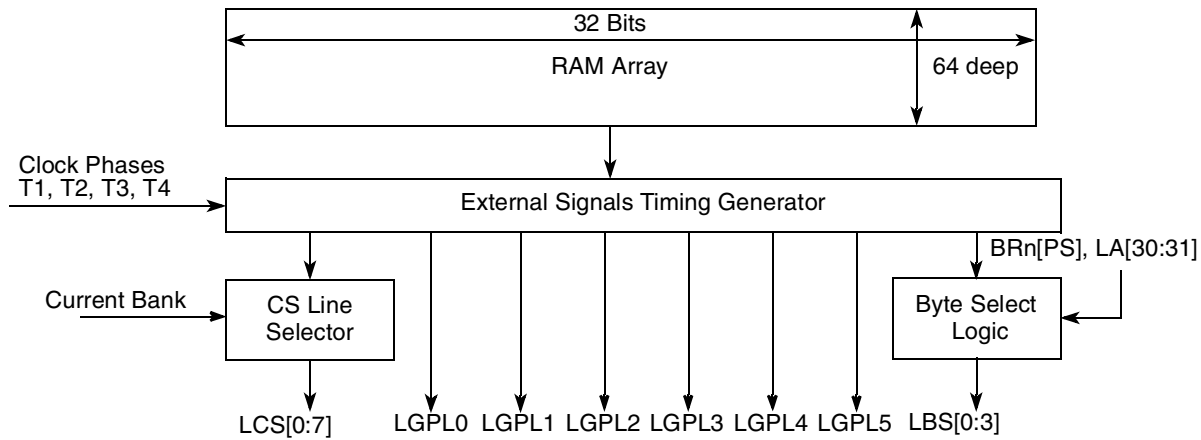 32 Bits
RAM Array
64 deep
Clock Phases
T1, T2, T3, T4
External Signals Timing Generator
BRn[PS], LA[30:31]
Current Bank
CS Line
Selector
Byte Select
Logic
LCS[0:7]
LGPL0
LGPL1
LGPL2
LGPL3
LGPL4
LGPL5
LBS[0:3]